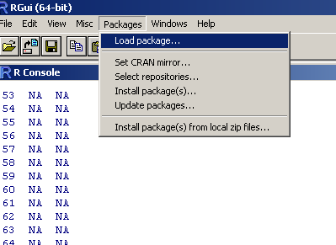 RGui (64-bit)
File Edit View Misc Packages Windows Help
Load package...
Set CRAN mirror...
Select repositories...
Install package(s)...
Update packages...
Install package(s) from local zip files...
R Console
53 NA NA
54 NA NA
55 NA NA
56 NA NA
57 NA NA
58 NA NA
59 NA NA
60 NA NA
61 NA NA
62 NA NA
63 NA NA
64 NA NA